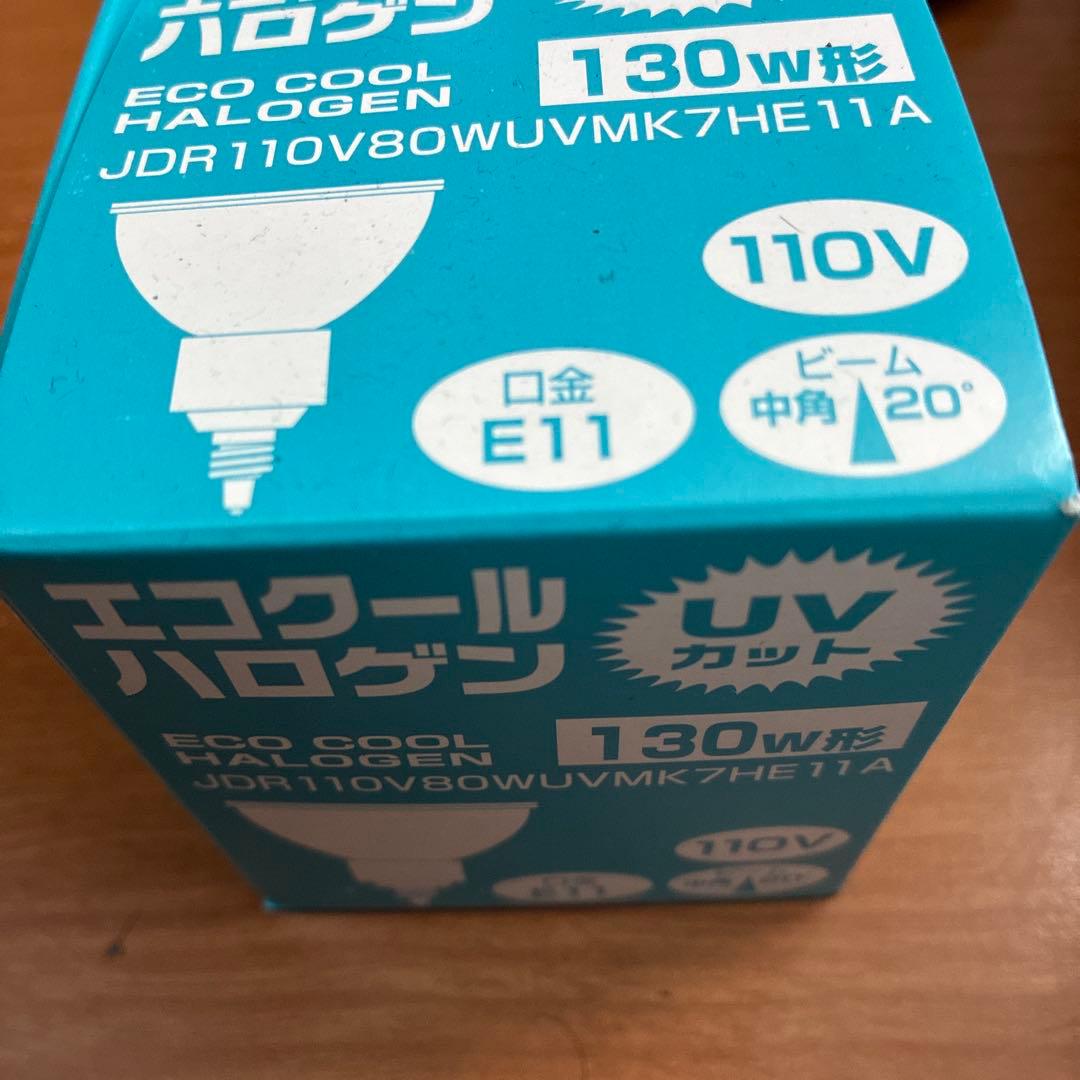 ハロゲン
ECO COOL
HALOGEN
130W形
JDR110V80WUVMK7HE11A
110V
口金
E11
ビーム
中角 20°
エコクール
ハロゲン
UV
カット
ECO COOL
HALOGEN
130W形
JDR110V80WUVMK7HE11A
110V
E11